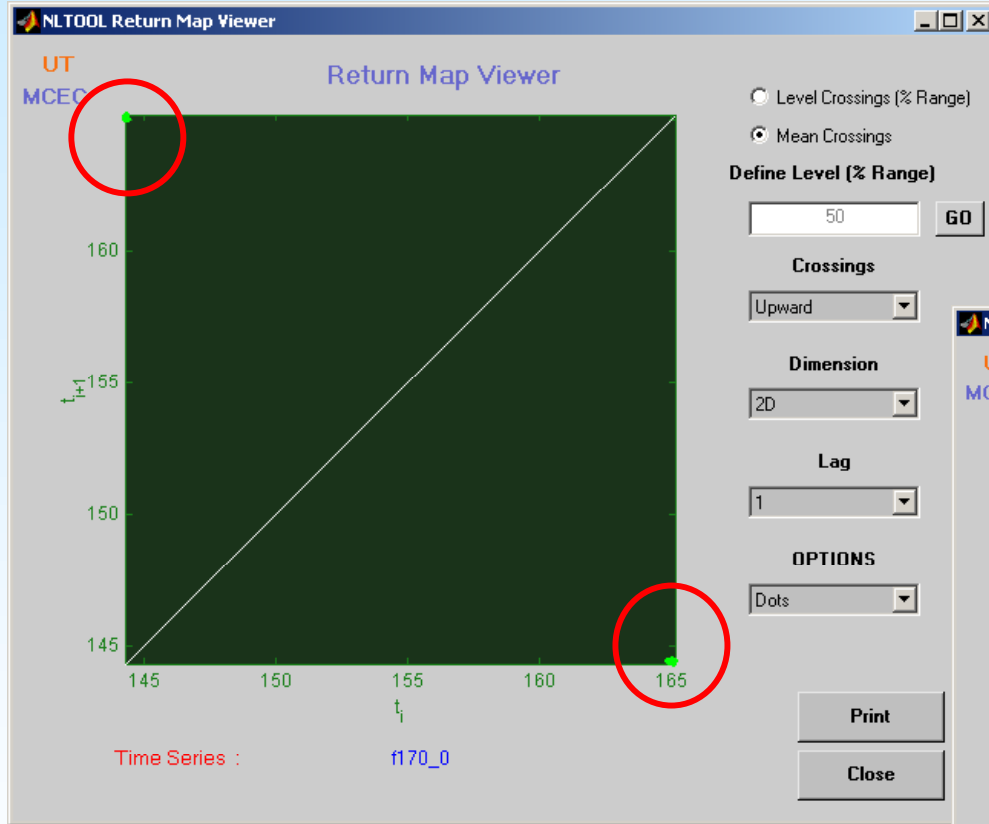 NLTOOL Return Map Viewer
UT
MCEC
Return Map Viewer
Level Crossings (% Range)
Mean Crossings
Define Level (% Range)
50
GO
Crossings
Upward
Dimension
2D
Lag
1
OPTIONS
Dots
Print
Close
160
155
150
145
t_{i+1}
145 150 155 160 165
t_i
Time Series : f170_0